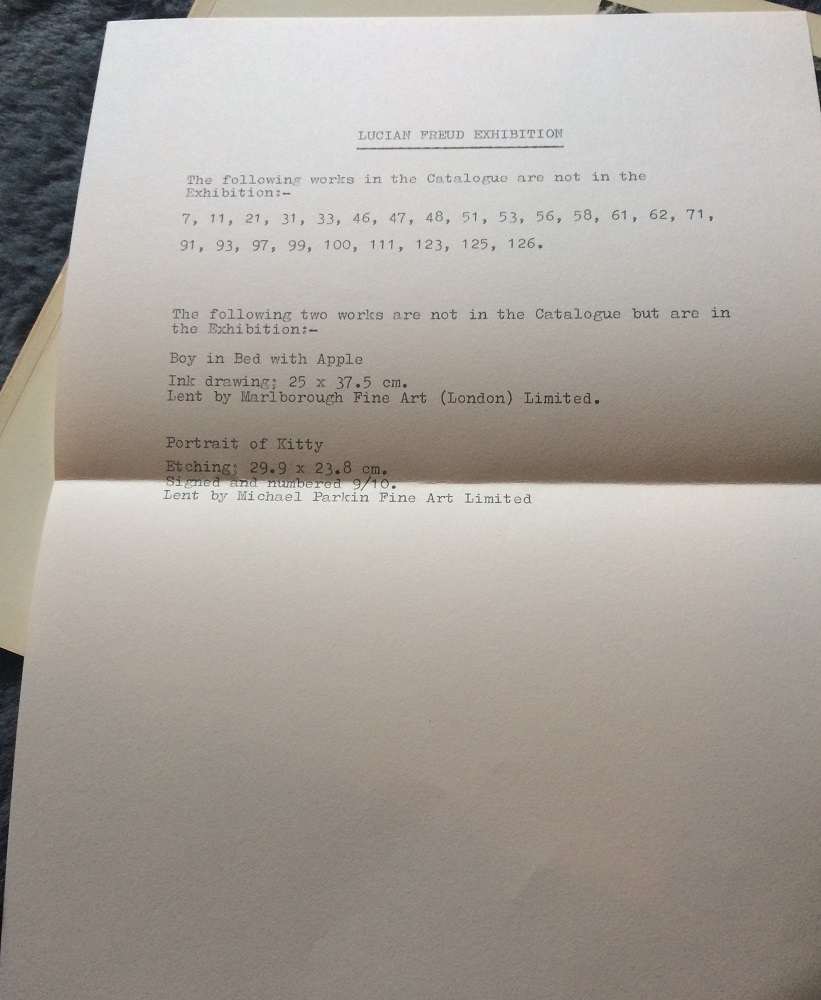 LUCIAN FREUD EXHIBITION
The following works in the Catalogue are not in the
Exhibition:-
7, 11, 21, 31, 33, 46, 47, 48, 51, 53, 56, 58, 61, 62, 71,
91, 93, 97, 99, 100, 111, 123, 125, 126.
The following two works are not in the Catalogue but are in
the Exhibition:-
Boy in Bed with Apple
Ink drawing; 25 x 37.5 cm.
Lent by Marlborough Fine Art (London) Limited.
Portrait of Kitty
Etching; 29.9 x 23.8 cm.
Signed and numbered 9/10.
Lent by Michael Parkin Fine Art Limited